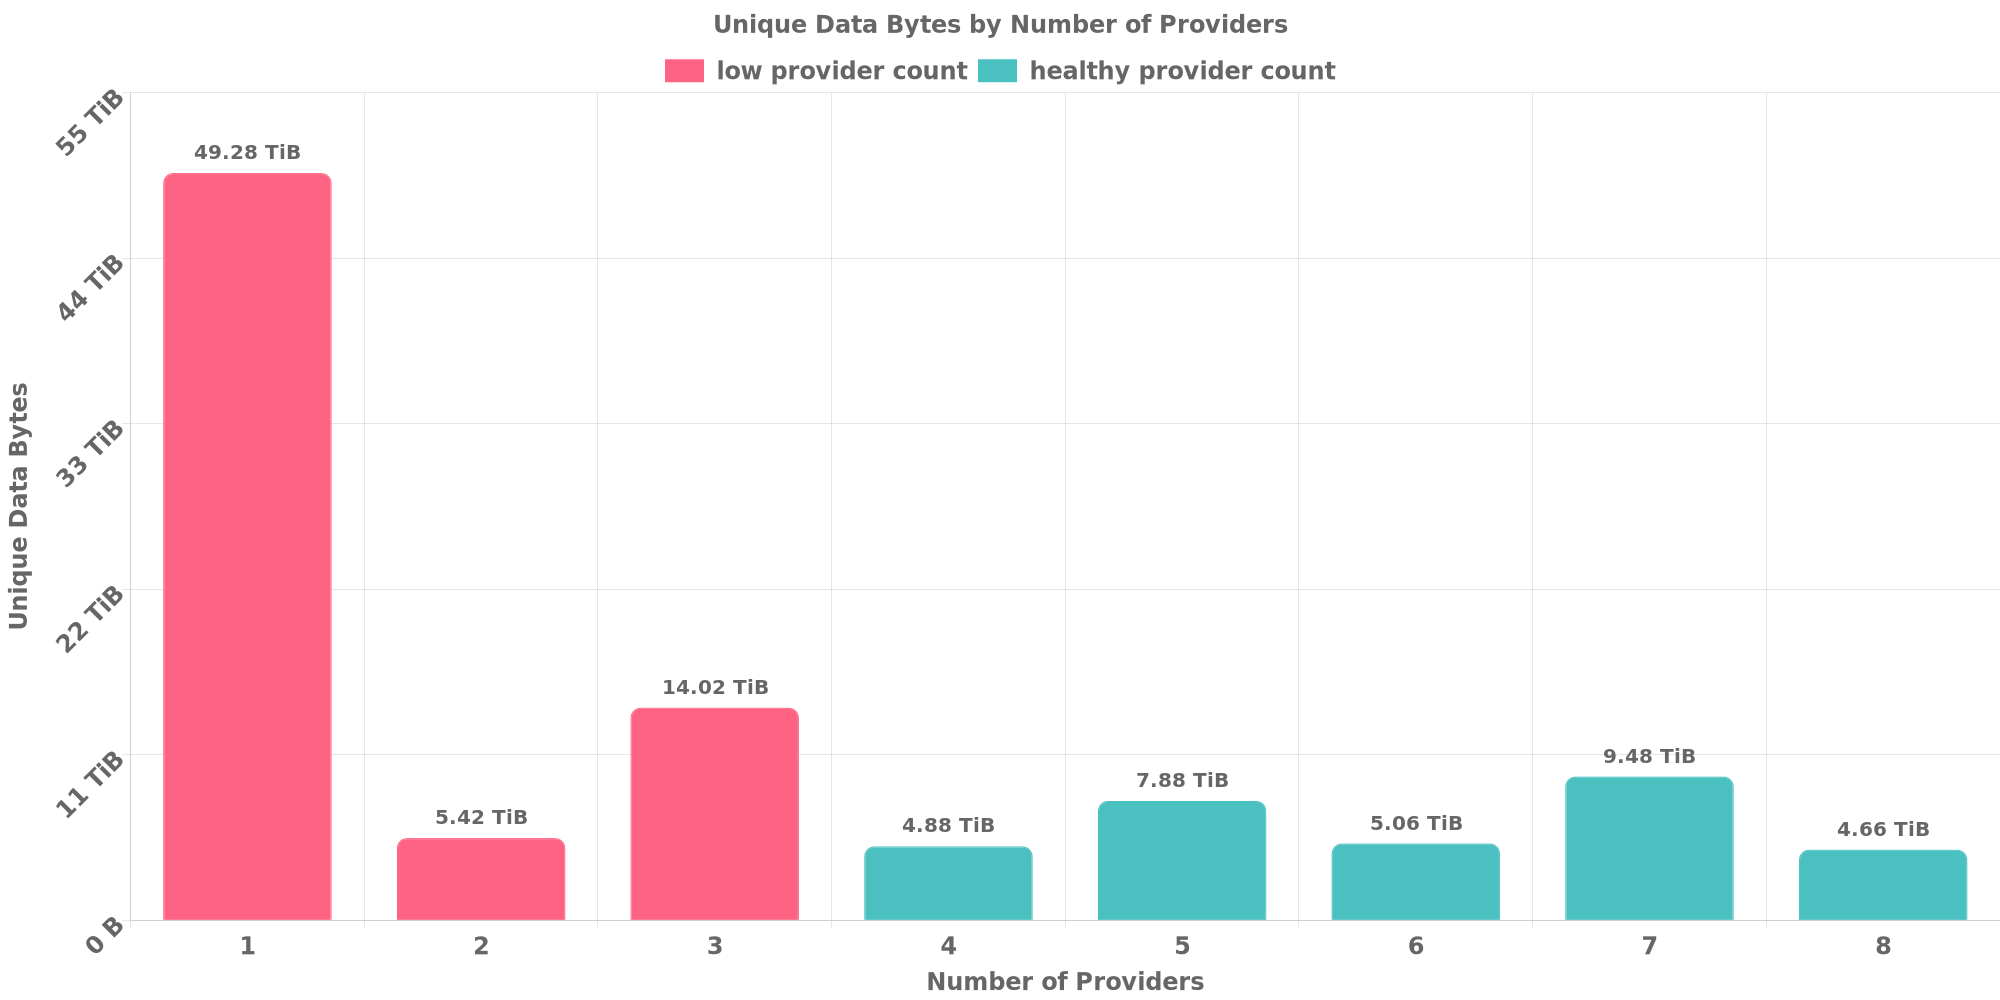 Unique Data Bytes by Number of Providers
low provider count healthy provider count
Unique Data Bytes
55 TiB
44 TiB
33 TiB
22 TiB
11 TiB
0 B
49.28 TiB
5.42 TiB
14.02 TiB
4.88 TiB
7.88 TiB
5.06 TiB
9.48 TiB
4.66 TiB
1 2 3 4 5 6 7 8
Number of Providers